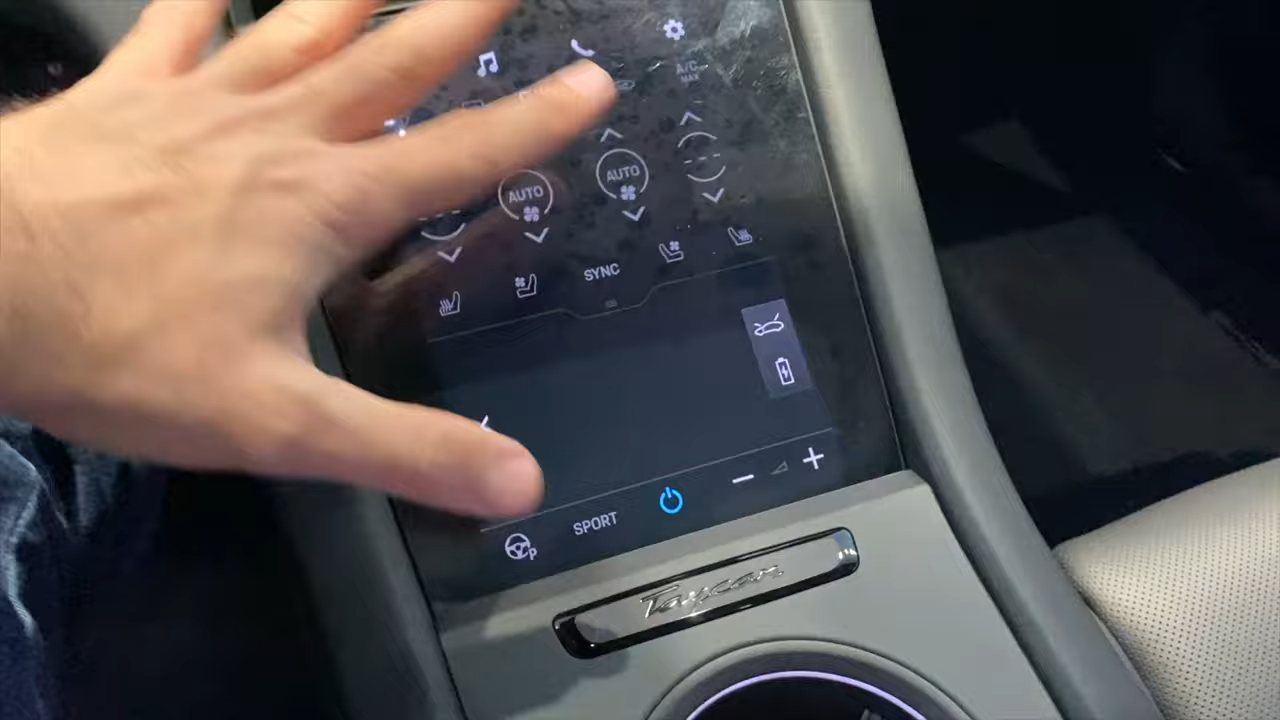 A/C
MAX
AUTO
AUTO
SYNC
SPORT
P
Taycan